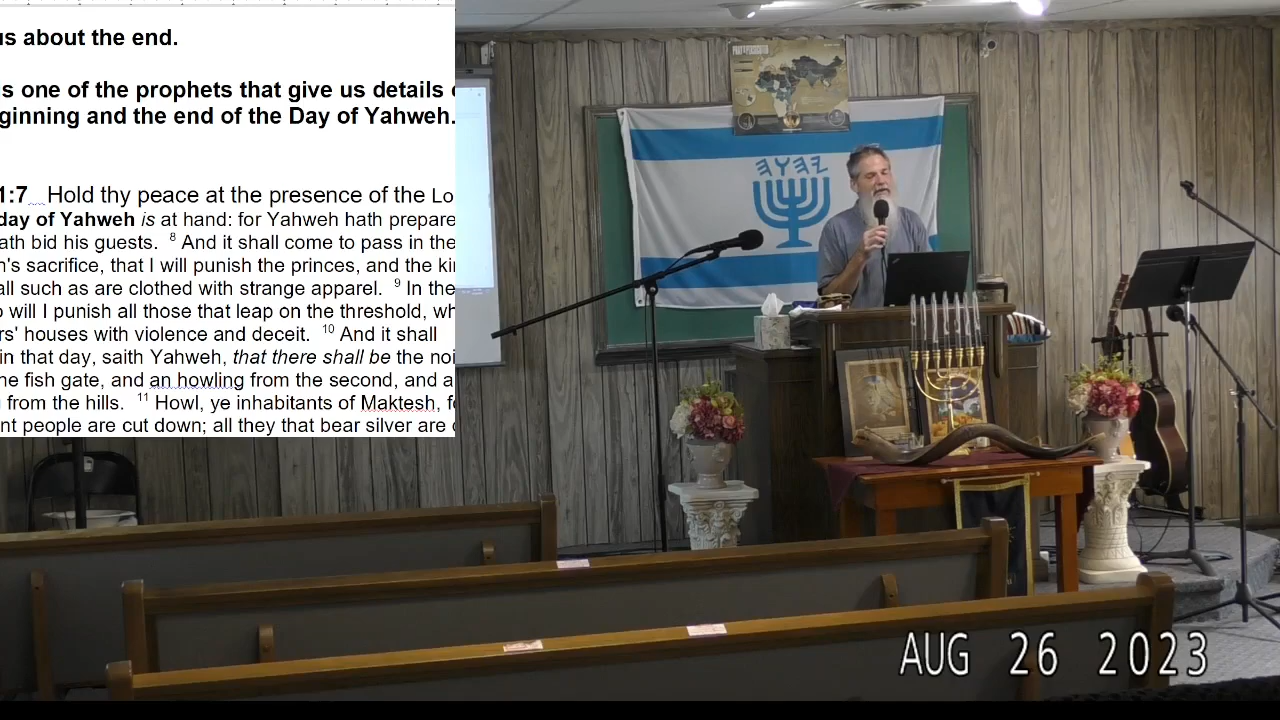 us about the end.
s one of the prophets that give us details
ginning and the end of the Day of Yahweh.
1:7 Hold thy peace at the presence of the Lo
day of Yahweh is at hand: for Yahweh hath prepare
ath bid his guests. 8 And it shall come to pass in the
n's sacrifice, that I will punish the princes, and the kin
all such as are clothed with strange apparel. 9 In the
o will I punish all those that leap on the threshold, wh
rs' houses with violence and deceit. 10 And it shall
in that day, saith Yahweh, that there shall be the noi
he fish gate, and an howling from the second, and a
g from the hills. 11 Howl, ye inhabitants of Maktesh, fo
nt people are cut down; all they that bear silver are c
𐤉𐤄𐤅𐤄
AUG 26 2023